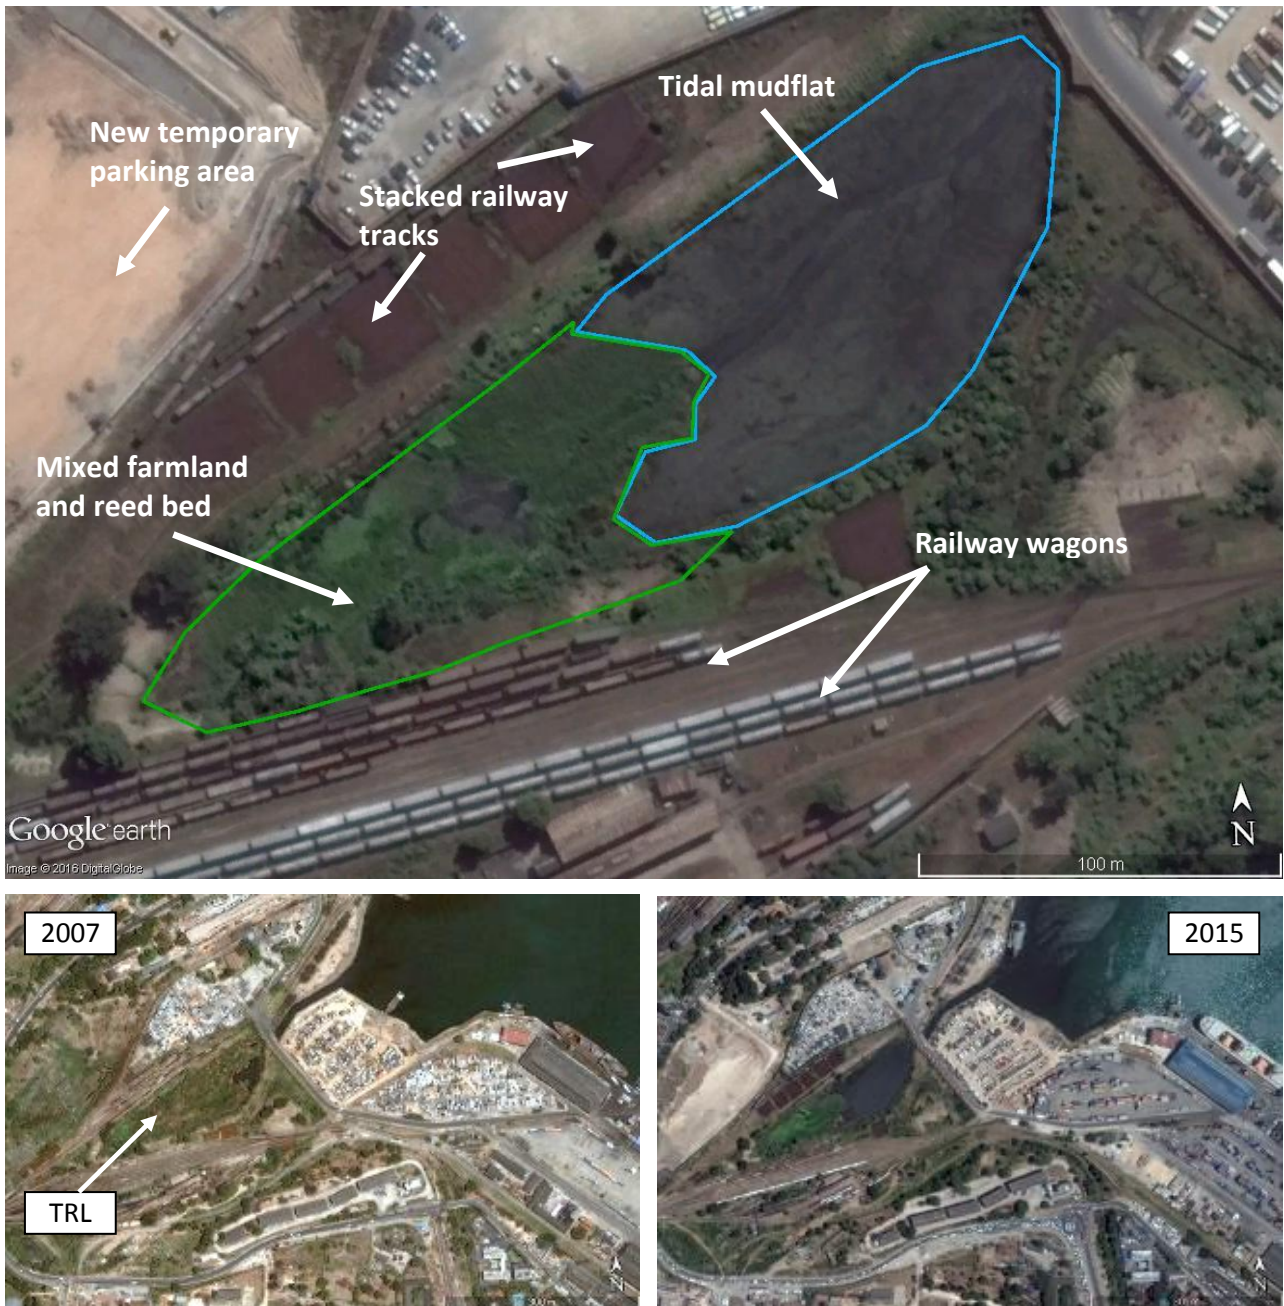 Tidal mudflat
New temporary
parking area
Stacked railway
tracks
Mixed farmland
and reed bed
Railway wagons
Google earth
Image © 2016 DigitalGlobe
N
100 m
2007
TRL
N
2015
N